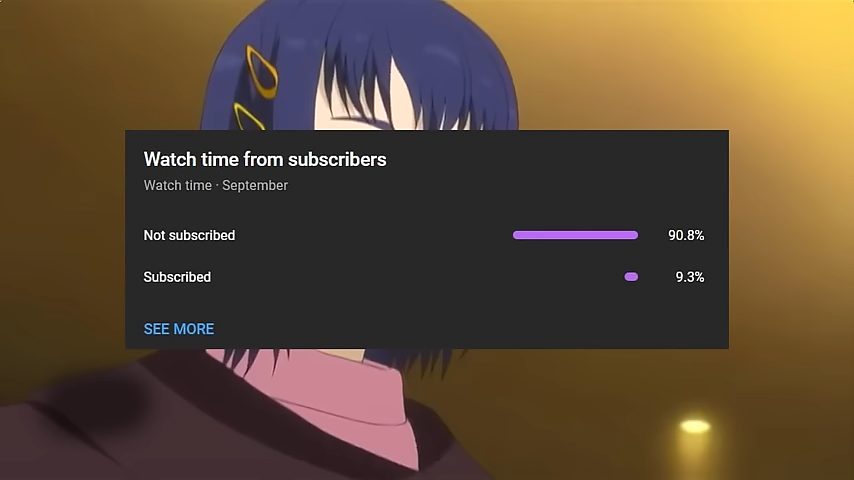 Watch time from subscribers
Watch time · September
Not subscribed 90.8%
Subscribed 9.3%
SEE MORE